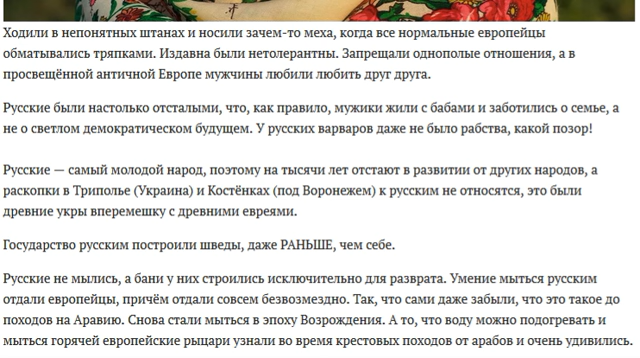 Ходили в непонятных штанах и носили зачем-то меха, когда все нормальные европейцы
обматывались тряпками. Издавна были нетолерантны. Запрещали однополые отношения, а в
просвещённой античной Европе мужчины любили любить друг друга.
Русские были настолько отсталыми, что, как правило, мужики жили с бабами и заботились о семье, а
не о светлом демократическом будущем. У русских варваров даже не было рабства, какой позор!
Русские — самый молодой народ, поэтому на тысячи лет отстают в развитии от других народов, а
раскопки в Триполье (Украина) и Костёнках (под Воронежем) к русским не относятся, это были
древние укры вперемешку с древними евреями.
Государство русским построили шведы, даже РАНЬШЕ, чем себе.
Русские не мылись, а бани у них строились исключительно для разврата. Умение мыться русским
отдали европейцы, причём отдали совсем безвозмездно. Так, что сами даже забыли, что это такое до
походов на Аравию. Снова стали мыться в эпоху Возрождения. А то, что воду можно подогревать и
мыться горячей европейские рыцари узнали во время крестовых походов от арабов и очень удивились.